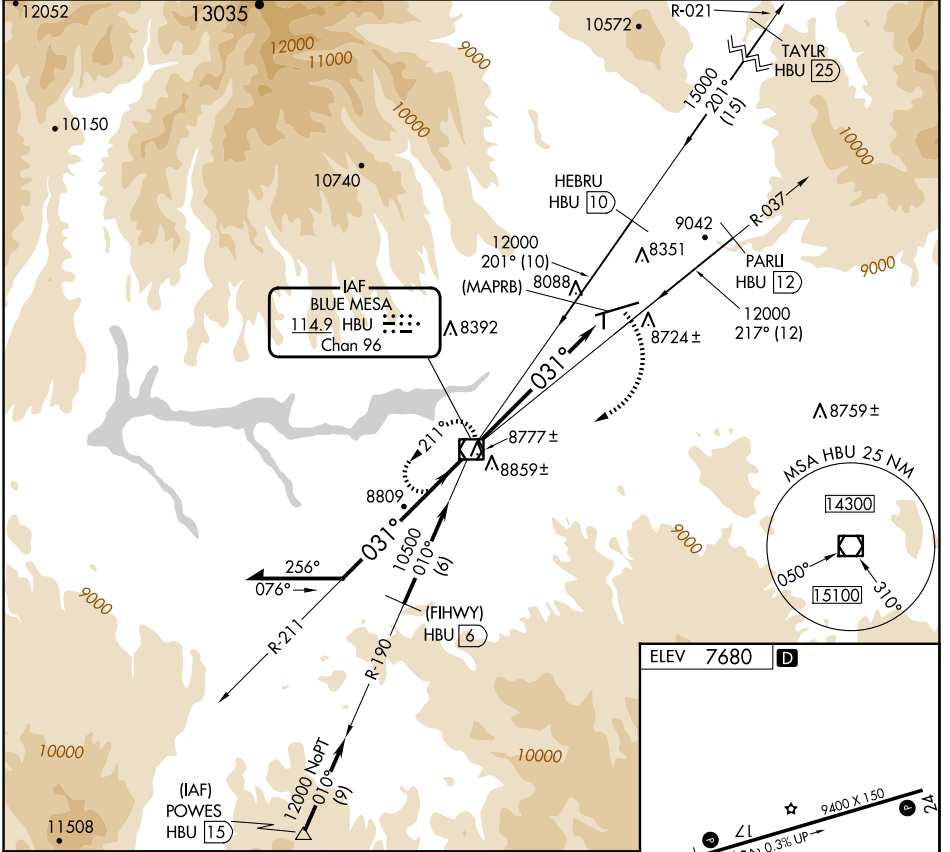 12052
13035
10572
R-021
TAYLR
HBU 25
12000
11000
9000
15000
201°
(15)
10150
10000
10000
10740
HEBRU
HBU 10
9042
R-037
12000
201° (10)
8351
PARLI
HBU 12
9000
(MAPRB)
8088
IAF
BLUE MESA
114.9 HBU
Chan 96
8392
12000
217° (12)
8724 ±
031°
8759 ±
211°
8777 ±
8859 ±
MSA HBU 25 NM
14300
8809
031°
10500
010°
(6)
9000
050°
310°
15100
256°
076°
9000
(FIHWY)
HBU 6
R-211
R-190
ELEV 7680 D
10000
10000
12000 NoPT
010°
(9)
(IAF)
POWES
HBU 15
11508
9400 X 150
P
24
P
17
0.3% UP